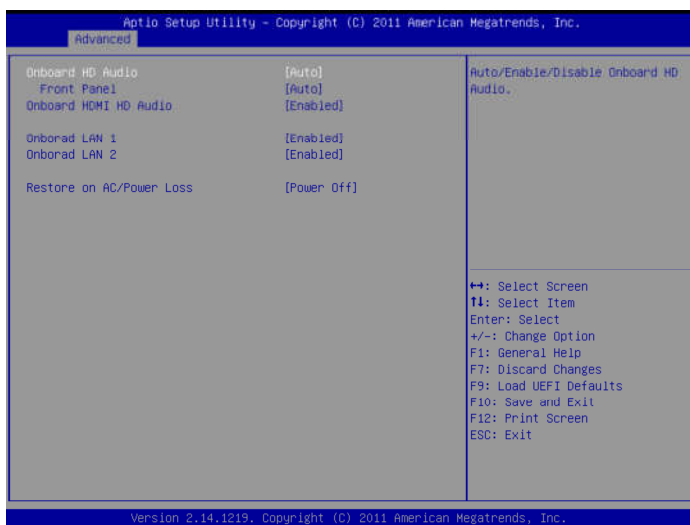 Aptio Setup Utility – Copyright (C) 2011 American Megatrends, Inc.
Advanced
Onboard HD Audio [Auto]
Front Panel [Auto]
Onboard HDMI HD Audio [Enabled]
Onborad LAN 1 [Enabled]
Onborad LAN 2 [Enabled]
Restore on AC/Power Loss [Power Off]
Auto/Enable/Disable Onboard HD
Audio.
↔: Select Screen
↑↓: Select Item
Enter: Select
+/-: Change Option
F1: General Help
F7: Discard Changes
F9: Load UEFI Defaults
F10: Save and Exit
F12: Print Screen
ESC: Exit
Version 2.14.1219. Copyright (C) 2011 American Megatrends, Inc.